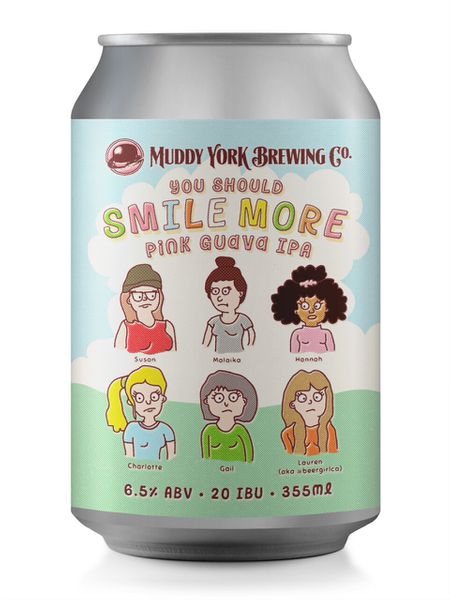 MUDDY YORK BREWING CO.
YOU SHOULD
SMILE MORE
PINK GUAVA IPA
Susan
Malaika
Hannah
Charlotte
Gail
Lauren
(aka @beergirlca)
6.5% ABV • 20 IBU • 355ml